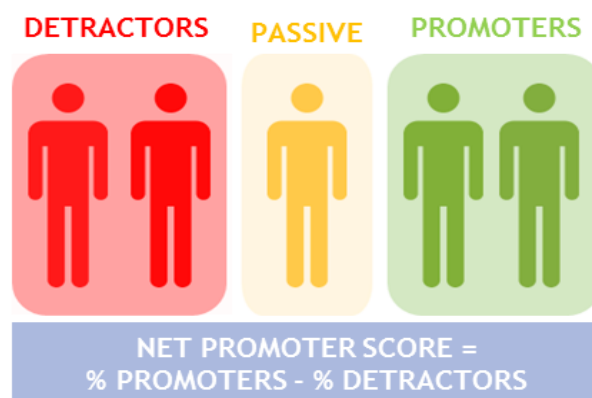 DETRACTORS PASSIVE PROMOTERS
NET PROMOTER SCORE =
% PROMOTERS - % DETRACTORS